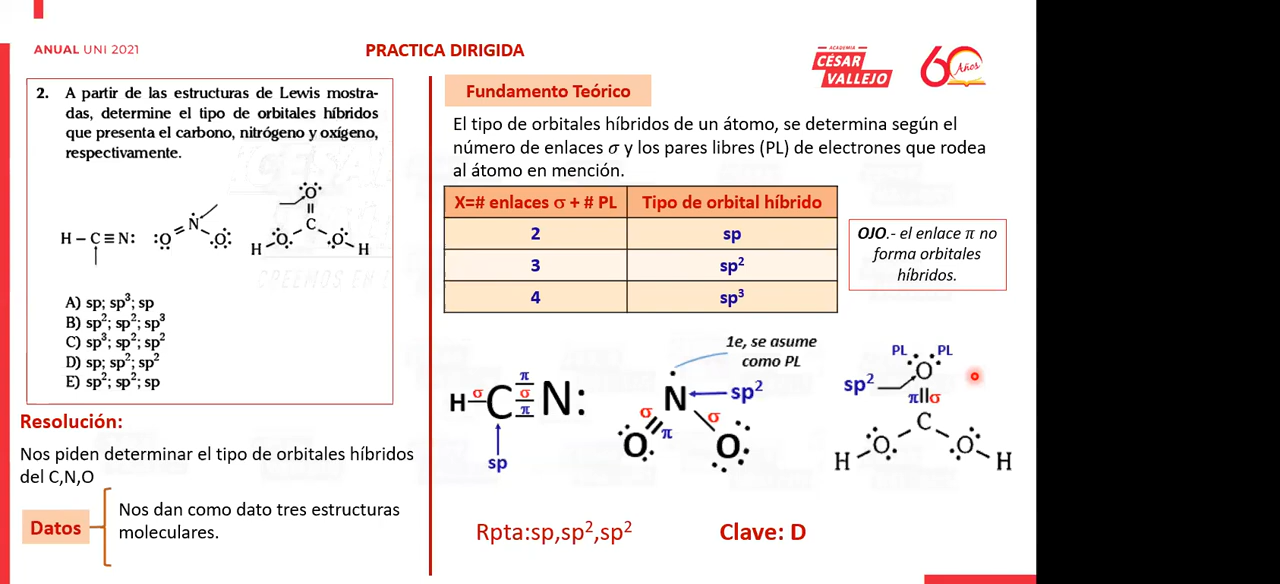 ANUAL UNI 2021
PRACTICA DIRIGIDA
ACADEMIA
CÉSAR
VALLEJO
60
Años
2. A partir de las estructuras de Lewis mostra-
das, determine el tipo de orbitales híbridos
que presenta el carbono, nitrógeno y oxígeno,
respectivamente.
H – C ≡ N:
:O = N – O:
O
C
H – O
O – H
A) sp; sp³; sp
B) sp²; sp²; sp³
C) sp³; sp²; sp²
D) sp; sp²; sp²
E) sp²; sp²; sp
Resolución:
Nos piden determinar el tipo de orbitales híbridos
del C,N,O
Datos
Nos dan como dato tres estructuras
moleculares.
Fundamento Teórico
El tipo de orbitales híbridos de un átomo, se determina según el
número de enlaces σ y los pares libres (PL) de electrones que rodea
al átomo en mención.
X=# enlaces σ + # PL Tipo de orbital híbrido
2 sp
3 sp²
4 sp³
OJO.- el enlace π no
forma orbitales
híbridos.
1e, se asume
como PL
π
H σ C σ N:
π
sp
N sp²
σ σ
π
O O
PL PL
O
sp²
π σ
C
H O O H
Rpta:sp,sp²,sp² Clave: D